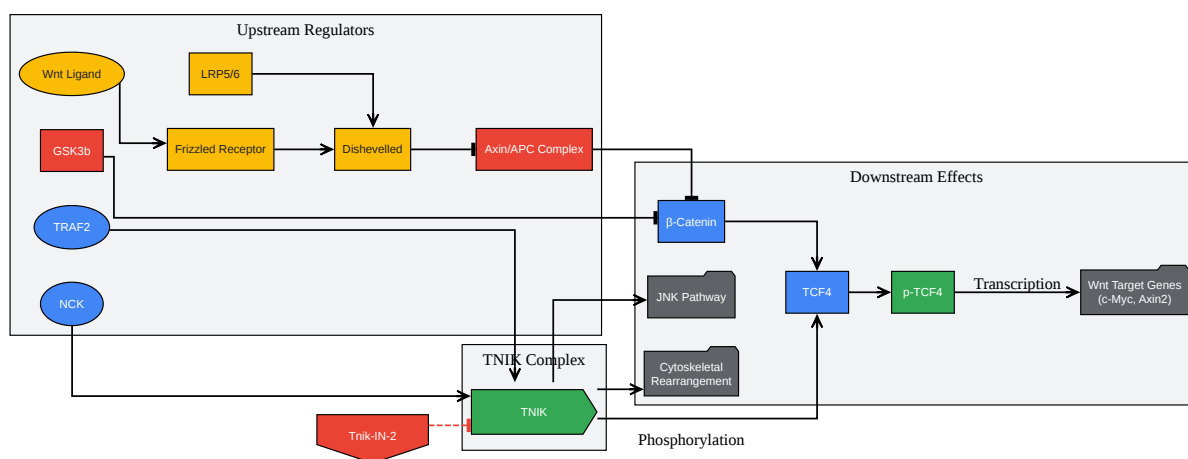 Upstream Regulators
Wnt Ligand
LRP5/6
GSK3b
Frizzled Receptor
Dishevelled
Axin/APC Complex
Downstream Effects
TRAF2
β-Catenin
NCK
JNK Pathway
TCF4
p-TCF4
Transcription
Wnt Target Genes
(c-Myc, Axin2)
TNIK Complex
Cytoskeletal
Rearrangement
TNIK
Tnik-IN-2
Phosphorylation